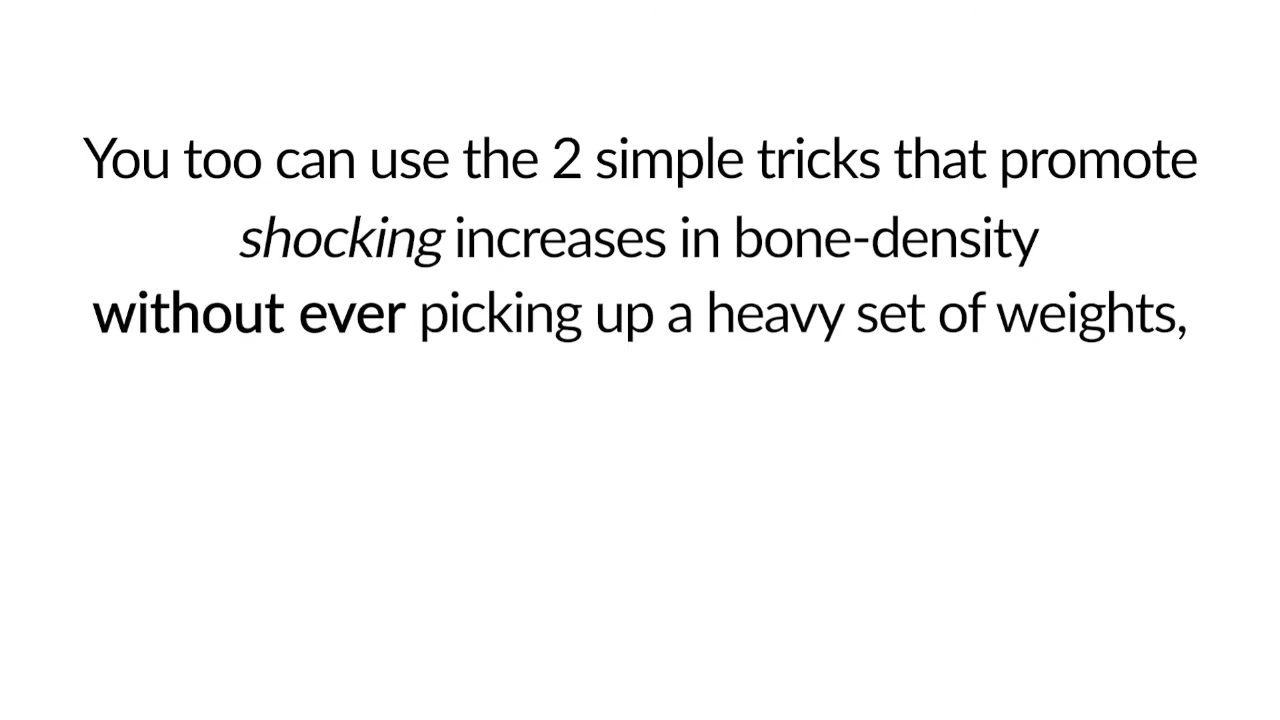 You too can use the 2 simple tricks that promote
shocking increases in bone-density
without ever picking up a heavy set of weights,